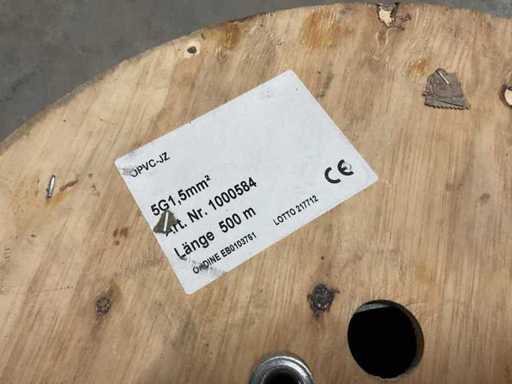 OPVC-JZ
5G1,5mm²
Art. Nr. 1000584
Länge 500 m
ORDINE EB0103751 LOTTO 217712
CE